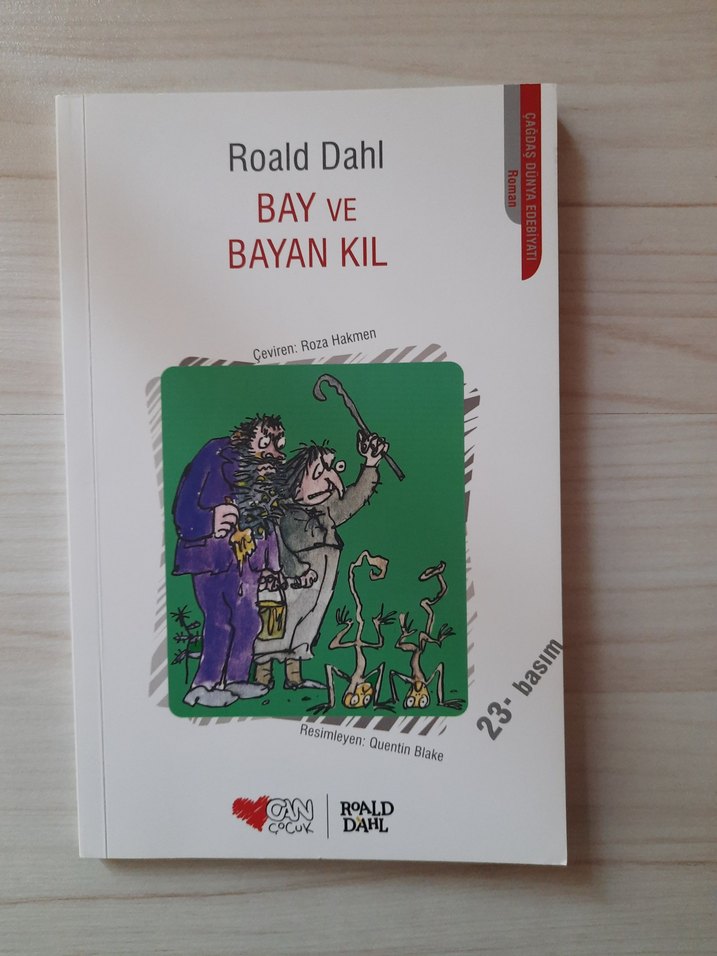 Roald Dahl
BAY VE
BAYAN KIL
ÇAĞDAŞ DÜNYA EDEBİYATI
Roman
Çeviren: Roza Hakmen
23. basım
Resimleyen: Quentin Blake
CAN
ÇOCUK
ROALD
DAHL